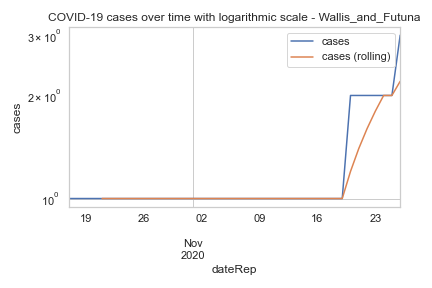 COVID-19 cases over time with logarithmic scale - Wallis_and_Futuna
3 × 10⁰
2 × 10⁰
10⁰
cases
cases
cases (rolling)
19
26
02
09
16
23
Nov
2020
dateRep